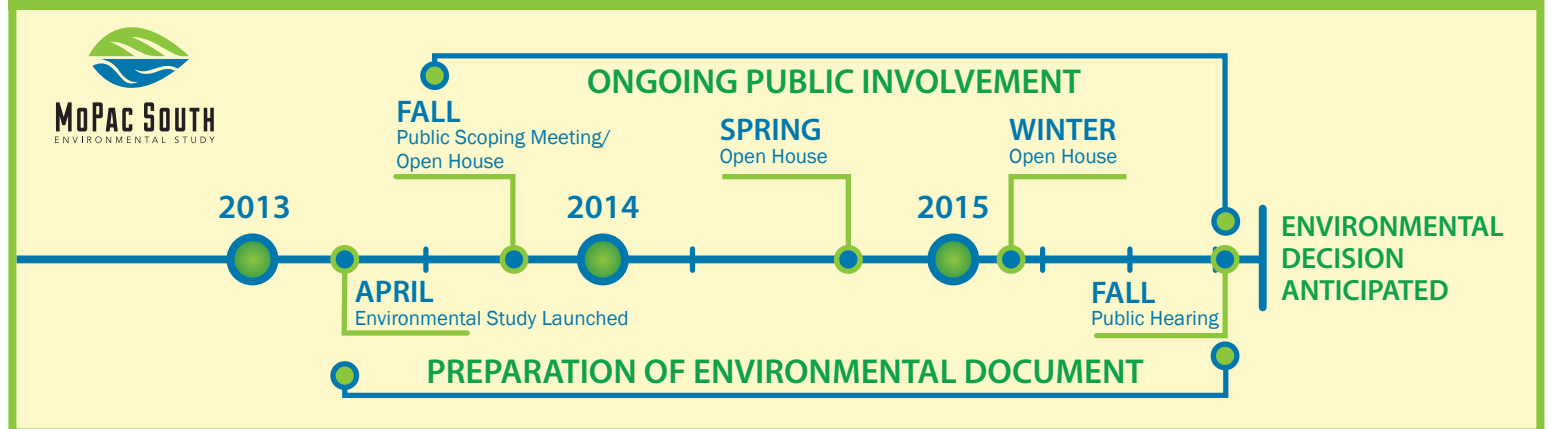 MOPAC SOUTH
ENVIRONMENTAL STUDY
ONGOING PUBLIC INVOLVEMENT
FALL
Public Scoping Meeting/
Open House
SPRING
Open House
WINTER
Open House
2013
2014
2015
APRIL
Environmental Study Launched
FALL
Public Hearing
ENVIRONMENTAL
DECISION
ANTICIPATED
PREPARATION OF ENVIRONMENTAL DOCUMENT